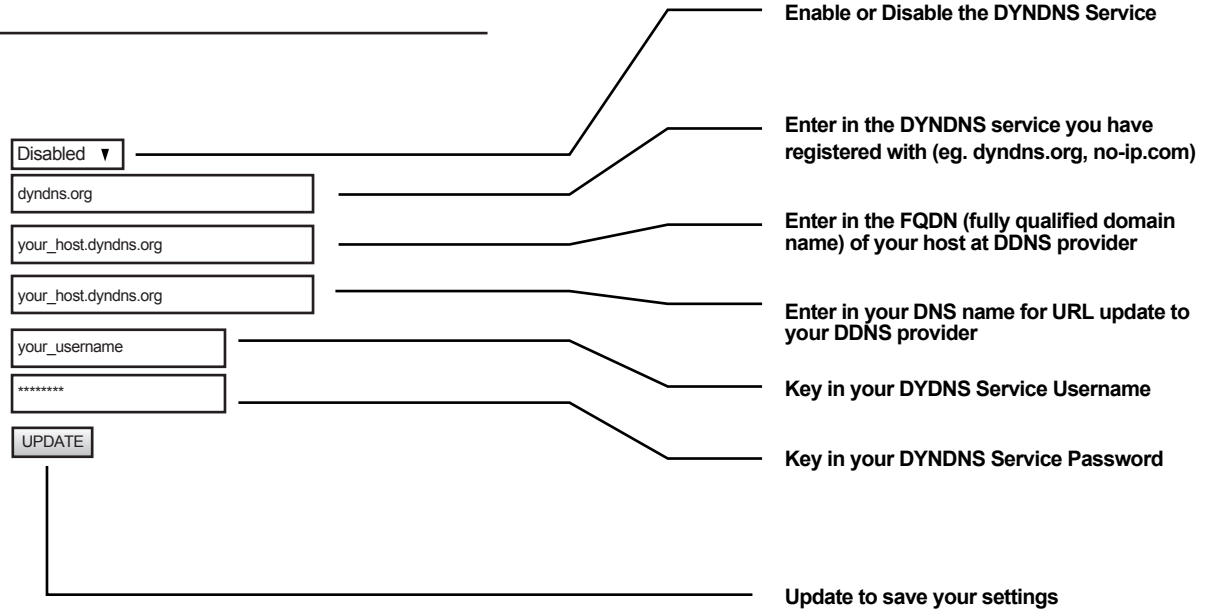 Enable or Disable the DYNDNS Service
Disabled ▼
Enter in the DYNDNS service you have
registered with (eg. dyndns.org, no-ip.com)
dyndns.org
Enter in the FQDN (fully qualified domain
name) of your host at DDNS provider
your_host.dyndns.org
your_host.dyndns.org
Enter in your DNS name for URL update to
your DDNS provider
your_username
Key in your DYDNS Service Username
********
UPDATE
Key in your DYNDNS Service Password
Update to save your settings